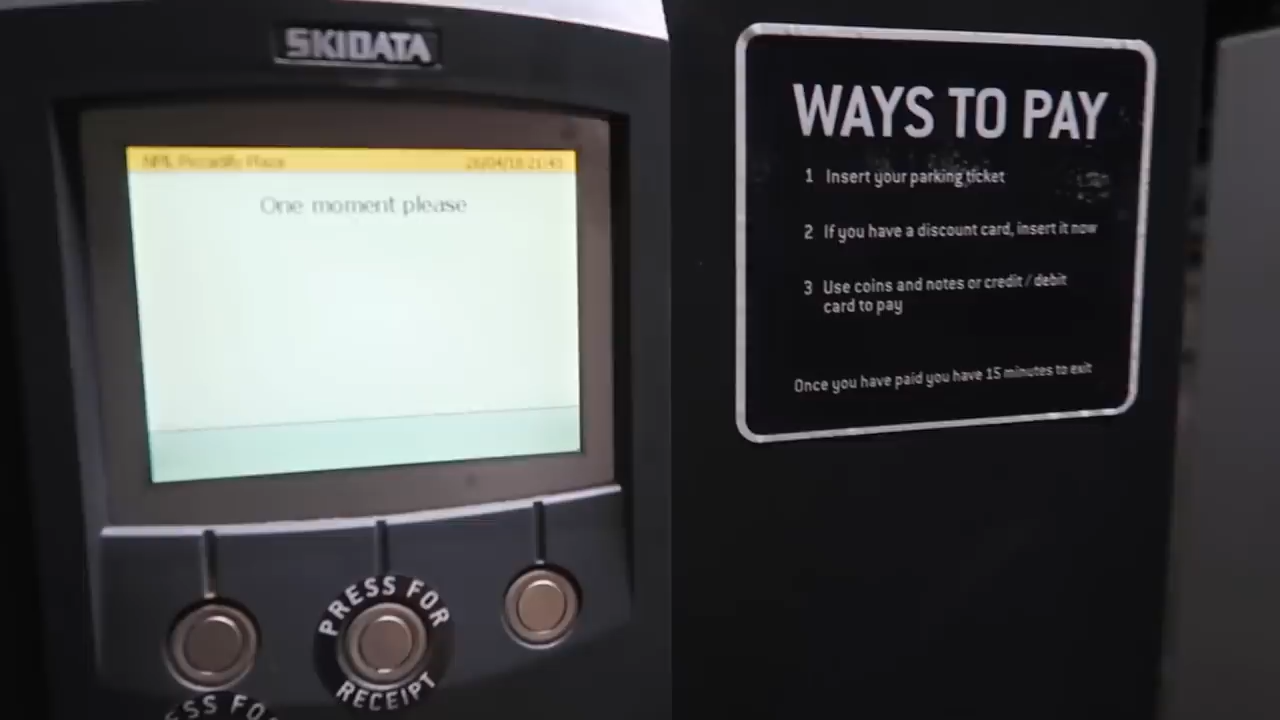 SKIDATA
Piccadilly Plaza
One moment please
PRESS FOR
RECEIPT
WAYS TO PAY
1 Insert your parking ticket
2 If you have a discount card, insert it now
3 Use coins and notes or credit / debit
card to pay
Once you have paid you have 15 minutes to exit